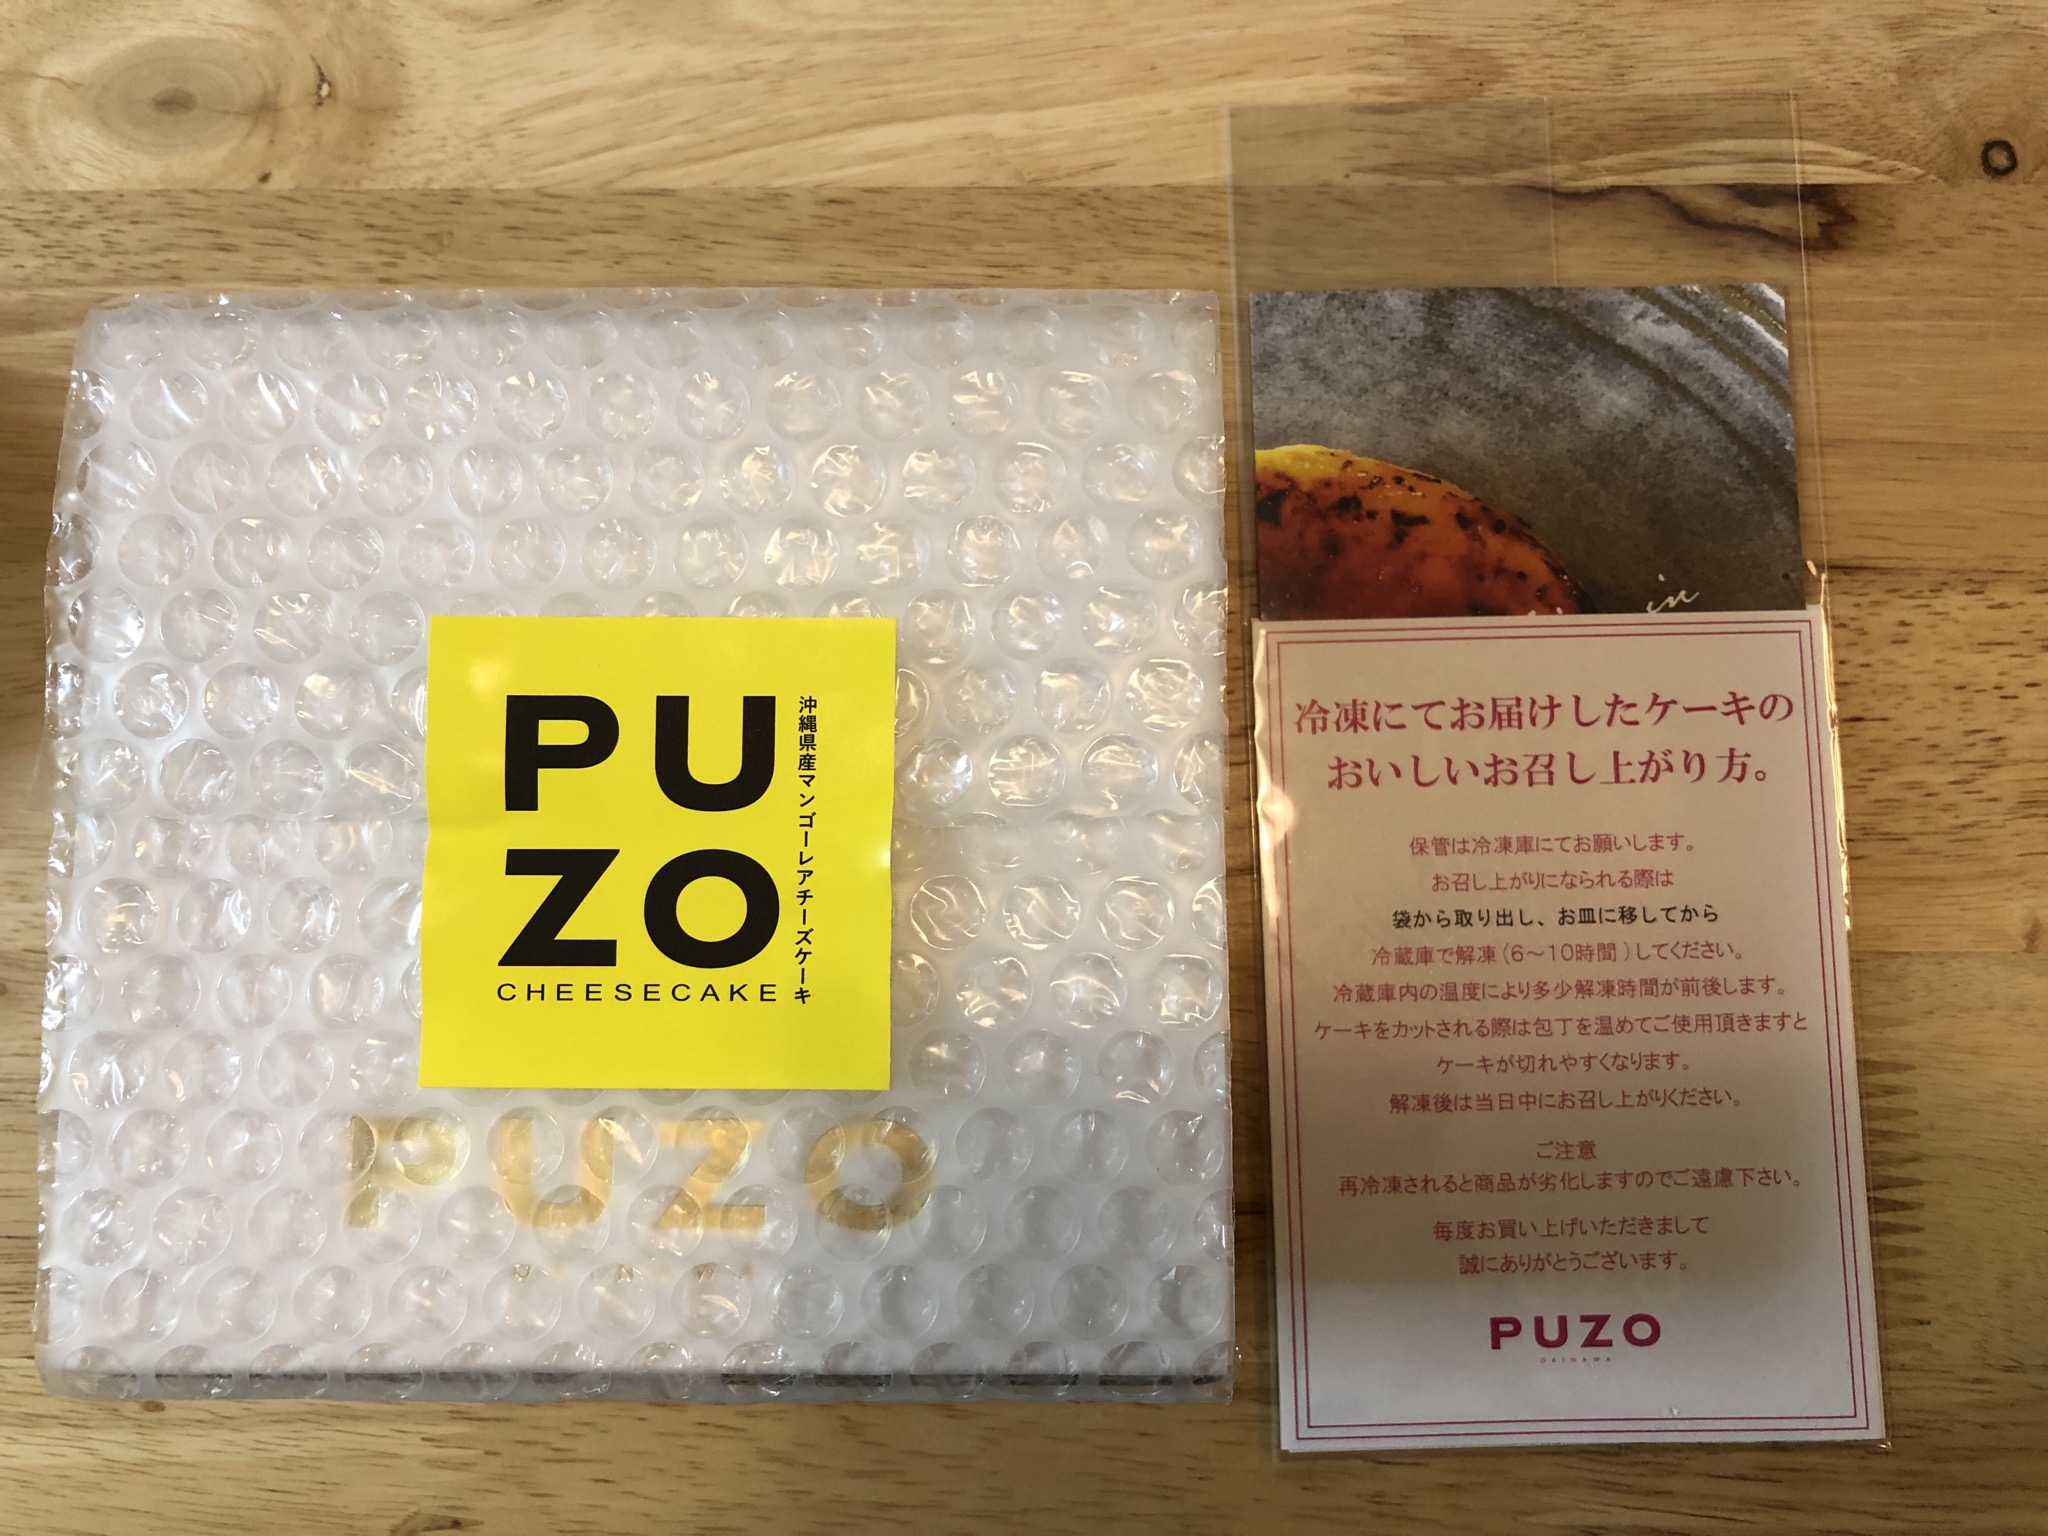 PU
ZO
CHEESECAKE
沖縄県産マンゴーレアチーズケーキ
PUZO
冷凍にてお届けしたケーキの
おいしいお召し上がり方。
保管は冷凍庫にてお願いします。
お召し上がりになられる際は
袋から取り出し、お皿に移してから
冷蔵庫で解凍(6〜10時間)してください。
冷蔵庫内の温度により多少解凍時間が前後します。
ケーキをカットされる際は包丁を温めてご使用頂きますと
ケーキが切れやすくなります。
解凍後は当日中にお召し上がりください。
ご注意
再冷凍されると商品が劣化しますのでご遠慮下さい。
毎度お買い上げいただきまして
誠にありがとうございます。
PUZO
OKINAWA